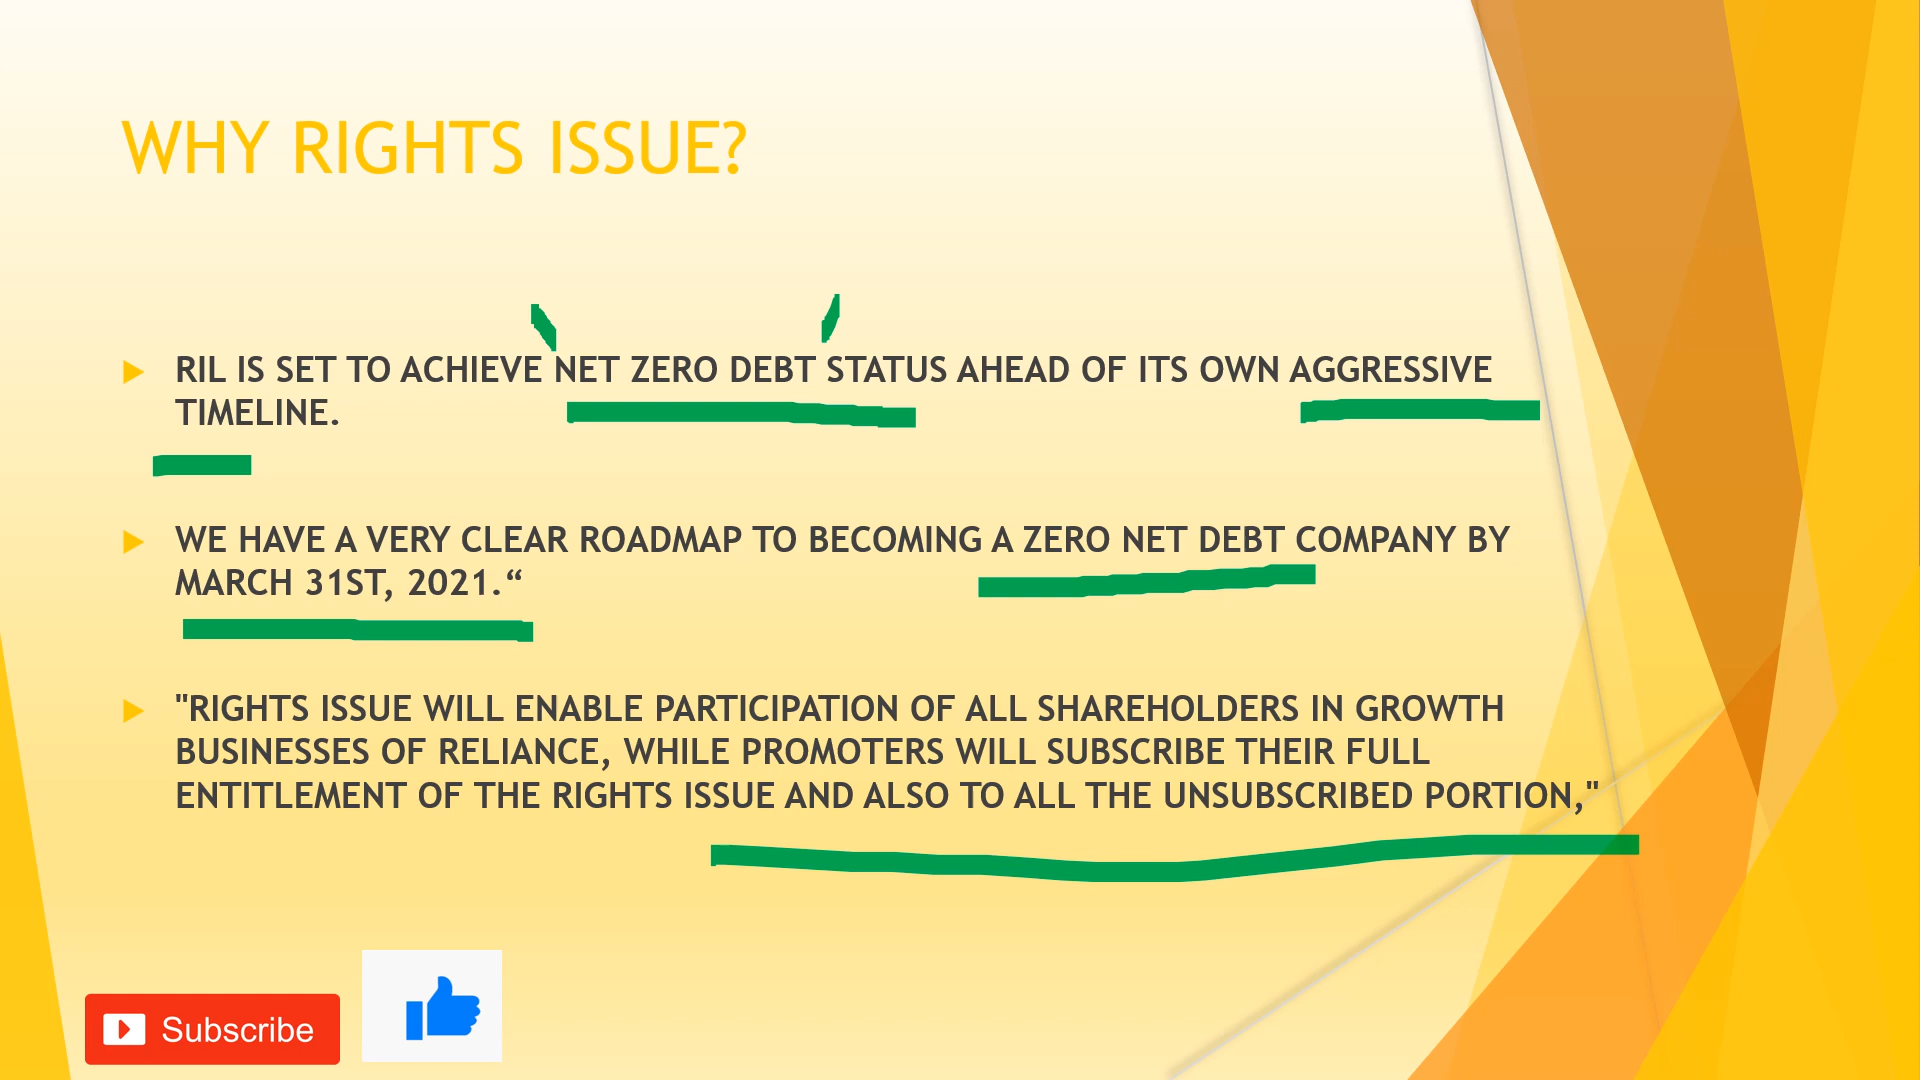 WHY RIGHTS ISSUE?
RIL IS SET TO ACHIEVE NET ZERO DEBT STATUS AHEAD OF ITS OWN AGGRESSIVE
TIMELINE.
WE HAVE A VERY CLEAR ROADMAP TO BECOMING A ZERO NET DEBT COMPANY BY
MARCH 31ST, 2021.“
"RIGHTS ISSUE WILL ENABLE PARTICIPATION OF ALL SHAREHOLDERS IN GROWTH
BUSINESSES OF RELIANCE, WHILE PROMOTERS WILL SUBSCRIBE THEIR FULL
ENTITLEMENT OF THE RIGHTS ISSUE AND ALSO TO ALL THE UNSUBSCRIBED PORTION,"
Subscribe